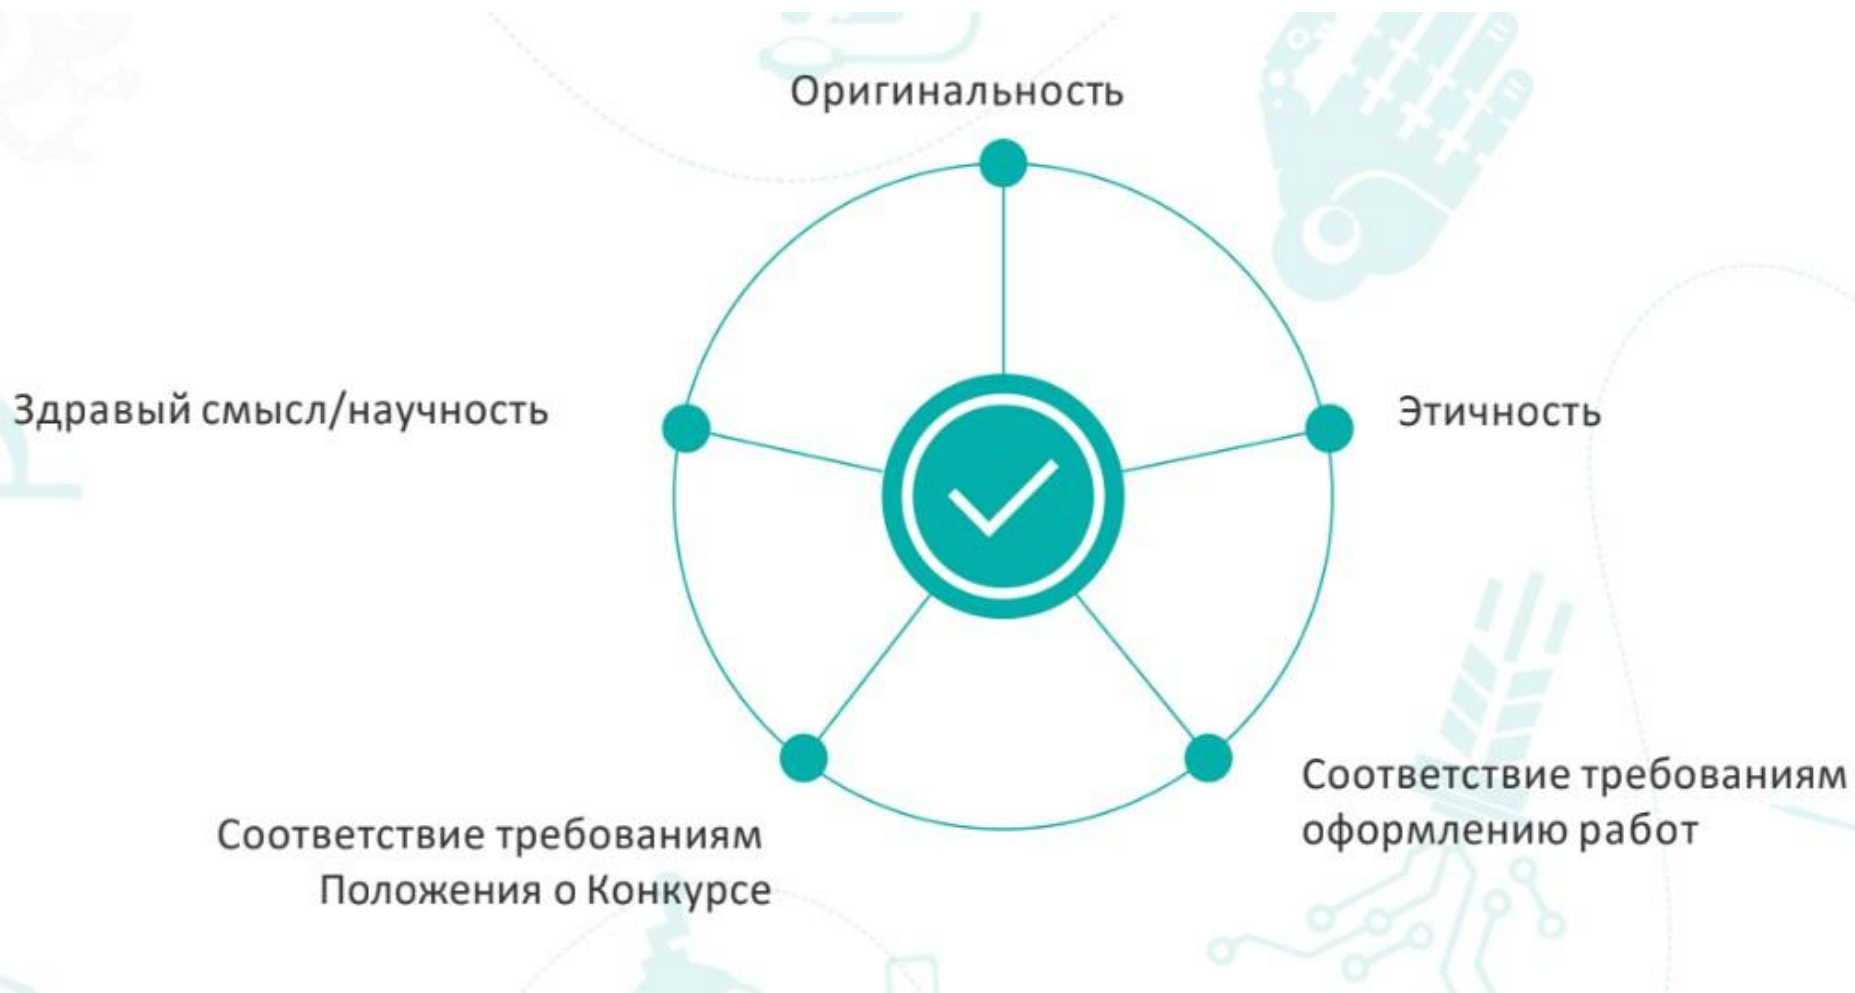 Оригинальность
Здравый смысл/научность
Этичность
Соответствие требованиям
оформлению работ
Соответствие требованиям
Положения о Конкурсе